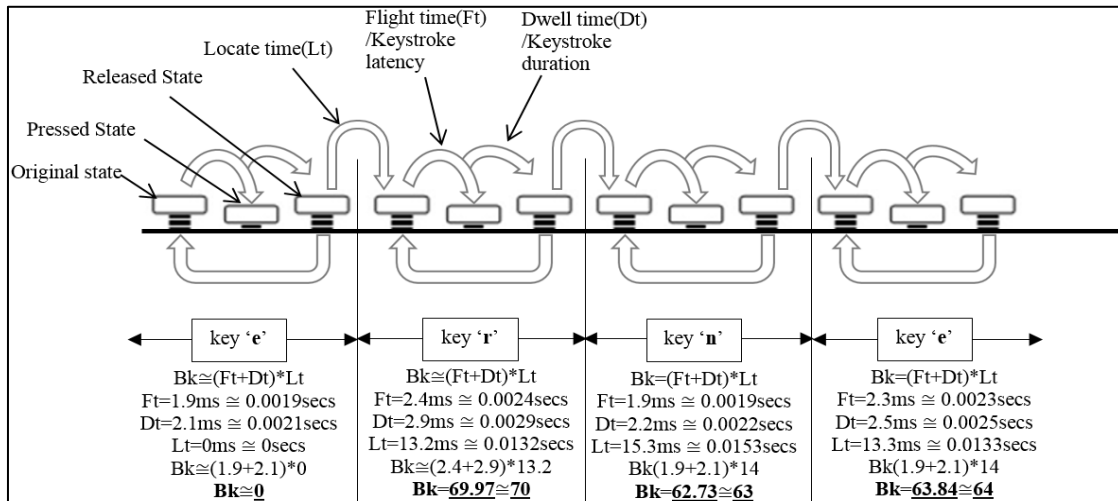 Flight time(Ft)
/Keystroke
latency
Dwell time(Dt)
/Keystroke
duration
Locate time(Lt)
Released State
Pressed State
Original state
key ‘e’
Bk≅(Ft+Dt)*Lt
Ft=1.9ms ≅ 0.0019secs
Dt=2.1ms ≅ 0.0021secs
Lt=0ms ≅ 0secs
Bk≅(1.9+2.1)*0
Bk≅0
key ‘r’
Bk≅(Ft+Dt)*Lt
Ft=2.4ms ≅ 0.0024secs
Dt=2.9ms ≅ 0.0029secs
Lt=13.2ms ≅ 0.0132secs
Bk≅(2.4+2.9)*13.2
Bk=69.97≅70
key ‘n’
Bk=(Ft+Dt)*Lt
Ft=1.9ms ≅ 0.0019secs
Dt=2.2ms ≅ 0.0022secs
Lt=15.3ms ≅ 0.0153secs
Bk(1.9+2.1)*14
Bk=62.73≅63
key ‘e’
Bk=(Ft+Dt)*Lt
Ft=2.3ms ≅ 0.0023secs
Dt=2.5ms ≅ 0.0025secs
Lt=13.3ms ≅ 0.0133secs
Bk(1.9+2.1)*14
Bk=63.84≅64